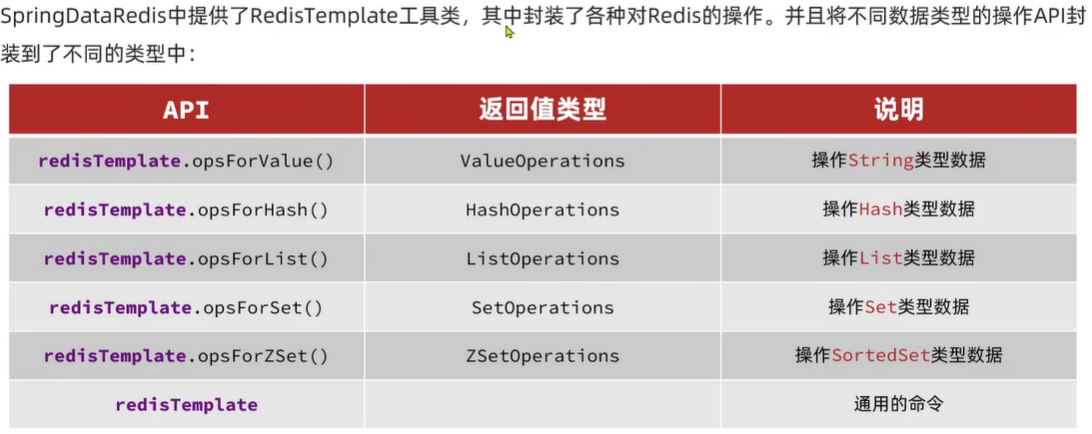 SpringDataRedis中提供了RedisTemplate工具类，其中封装了各种对Redis的操作。并且将不同数据类型的操作API封
装到了不同的类型中：
API 返回值类型 说明
redisTemplate.opsForValue() ValueOperations 操作String类型数据
redisTemplate.opsForHash() HashOperations 操作Hash类型数据
redisTemplate.opsForList() ListOperations 操作List类型数据
redisTemplate.opsForSet() SetOperations 操作Set类型数据
redisTemplate.opsForZSet() ZSetOperations 操作SortedSet类型数据
redisTemplate 通用的命令